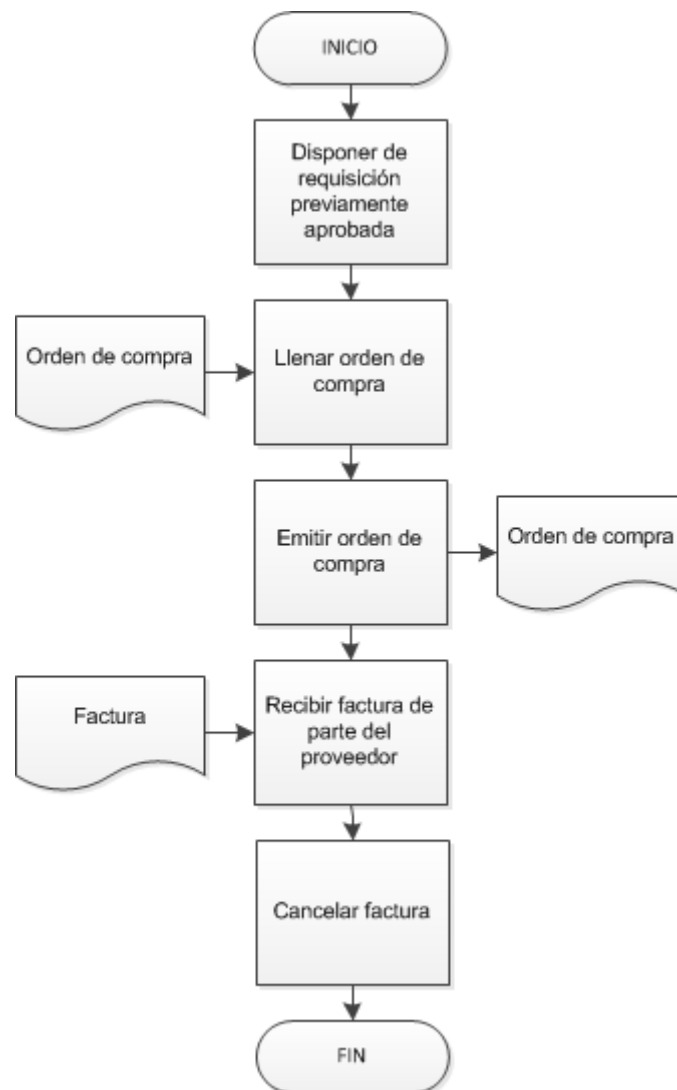 INICIO
Disponer de
requisición
previamente
aprobada
Orden de compra
Llenar orden de
compra
Emitir orden de
compra
Orden de compra
Factura
Recibir factura de
parte del
proveedor
Cancelar factura
FIN